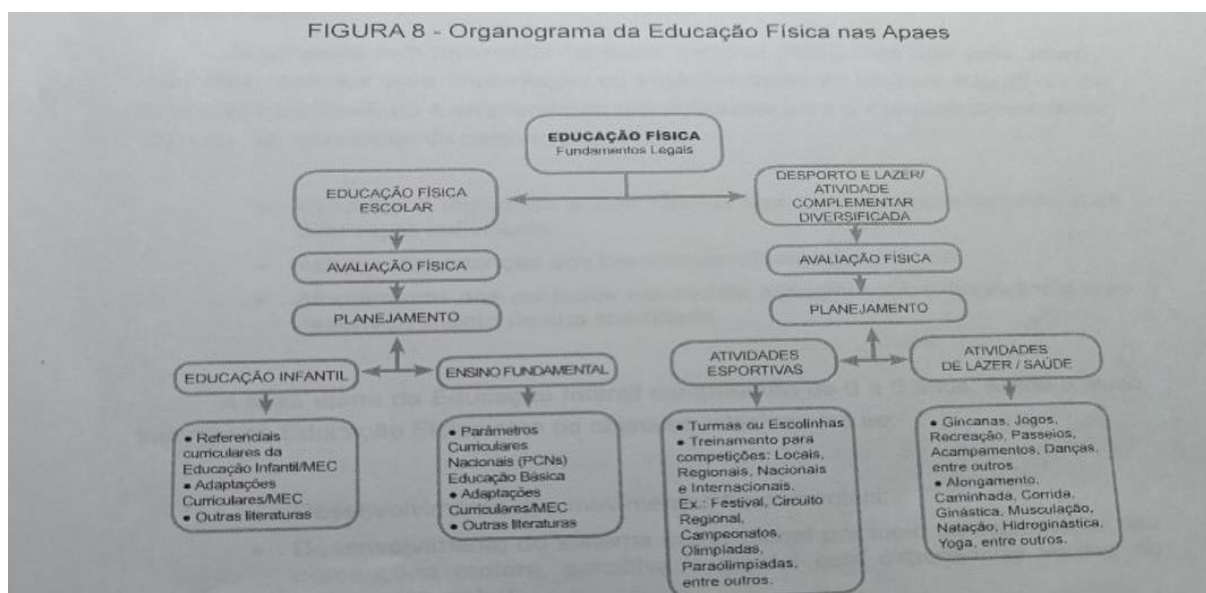 FIGURA 8 - Organograma da Educação Física nas Apaes
EDUCAÇÃO FÍSICA
Fundamentos Legais
EDUCAÇÃO FÍSICA
ESCOLAR
AVALIAÇÃO FÍSICA
PLANEJAMENTO
EDUCAÇÃO INFANTIL
• Referenciais
curriculares da
Educação Infantil/MEC
• Adaptações
Curriculares/MEC
• Outras literaturas
ENSINO FUNDAMENTAL
• Parâmetros
Curriculares
Nacionais (PCNs)
Educação Básica
• Adaptações
Curriculares/MEC
• Outras literaturas
DESPORTO E LAZER/
ATIVIDADE
COMPLEMENTAR
DIVERSIFICADA
AVALIAÇÃO FÍSICA
PLANEJAMENTO
ATIVIDADES
ESPORTIVAS
• Turmas ou Escolinhas
• Treinamento para
competições: Locais,
Regionais, Nacionais
e Internacionais.
Ex.: Festival, Circuito
Regional,
Campeonatos,
Olimpíadas,
Paraolimpíadas,
entre outros.
ATIVIDADES
DE LAZER / SAÚDE
• Gincanas, Jogos,
Recreação, Passeios,
Acampamentos, Danças,
entre outros.
• Alongamento,
Caminhada, Corrida,
Ginástica, Musculação,
Natação, Hidroginástica,
Yoga, entre outros.